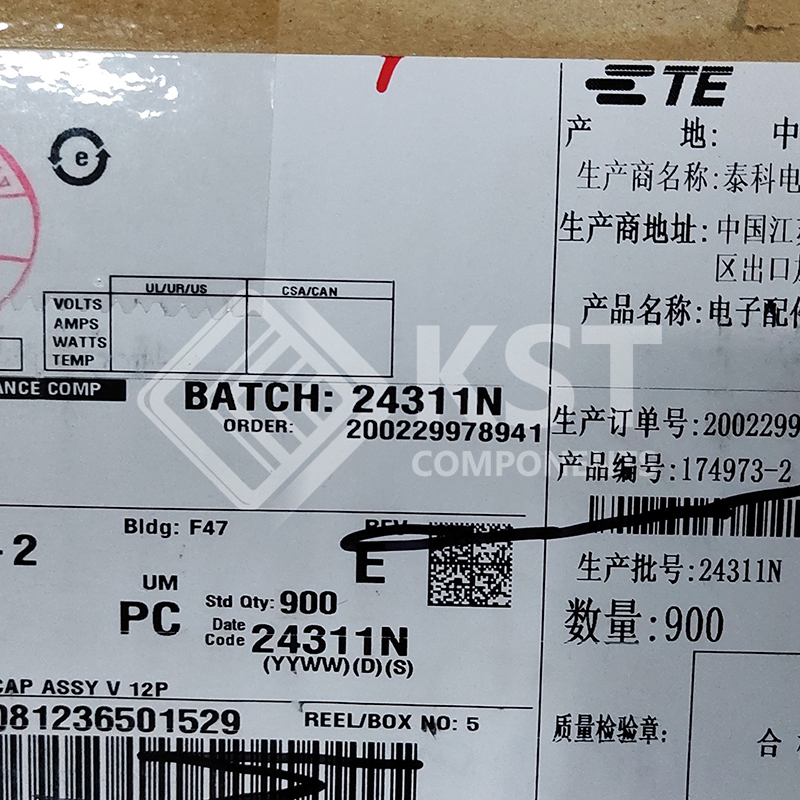 TE
产 地: 中
生产商名称:泰科电
生产商地址:中国江
区出口
产品名称:电子配件
UL/UR/US CSA/CAN
VOLTS
AMPS
WATTS
TEMP
ANCE COMP
BATCH: 24311N
ORDER: 200229978941
生产订单号:2002299
产品编号:174973-2
KST
COMPONENTS
Bldg: F47
REV
E
-2
UM
PC
Std Qty: 900
Date
Code 24311N
(YYWW)(D)(S)
生产批号:24311N
数量:900
CAP ASSY V 12P
081236501529
REEL/BOX NO: 5
质量检验章:
合
e